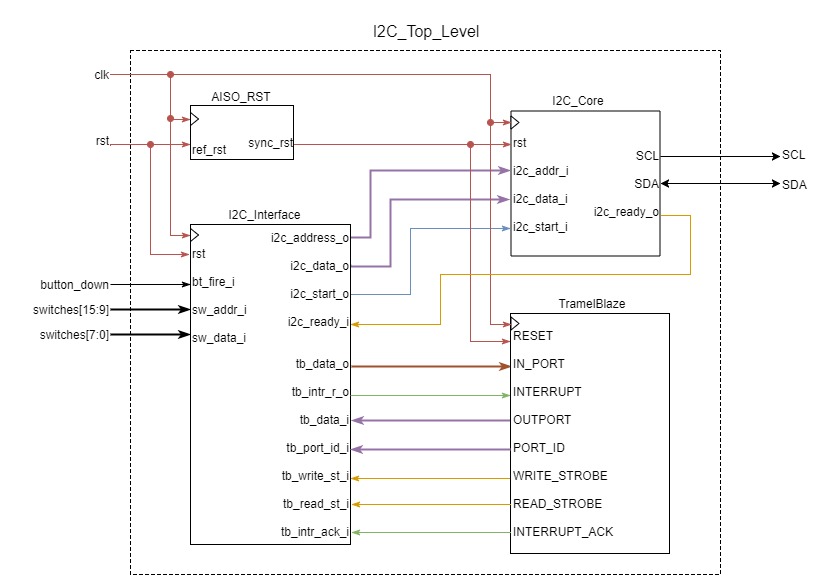 I2C_Top_Level
clk
AISO_RST
I2C_Core
rst
ref_rst
sync_rst
rst
SCL
SCL
i2c_addr_i
SDA
SDA
i2c_data_i
i2c_ready_o
i2c_start_i
I2C_Interface
i2c_address_o
rst
i2c_data_o
button_down
bt_fire_i
i2c_start_o
switches[15:9]
sw_addr_i
i2c_ready_i
switches[7:0]
sw_data_i
TramelBlaze
RESET
tb_data_o
IN_PORT
tb_intr_r_o
INTERRUPT
tb_data_i
OUTPORT
tb_port_id_i
PORT_ID
tb_write_st_i
WRITE_STROBE
tb_read_st_i
READ_STROBE
tb_intr_ack_i
INTERRUPT_ACK